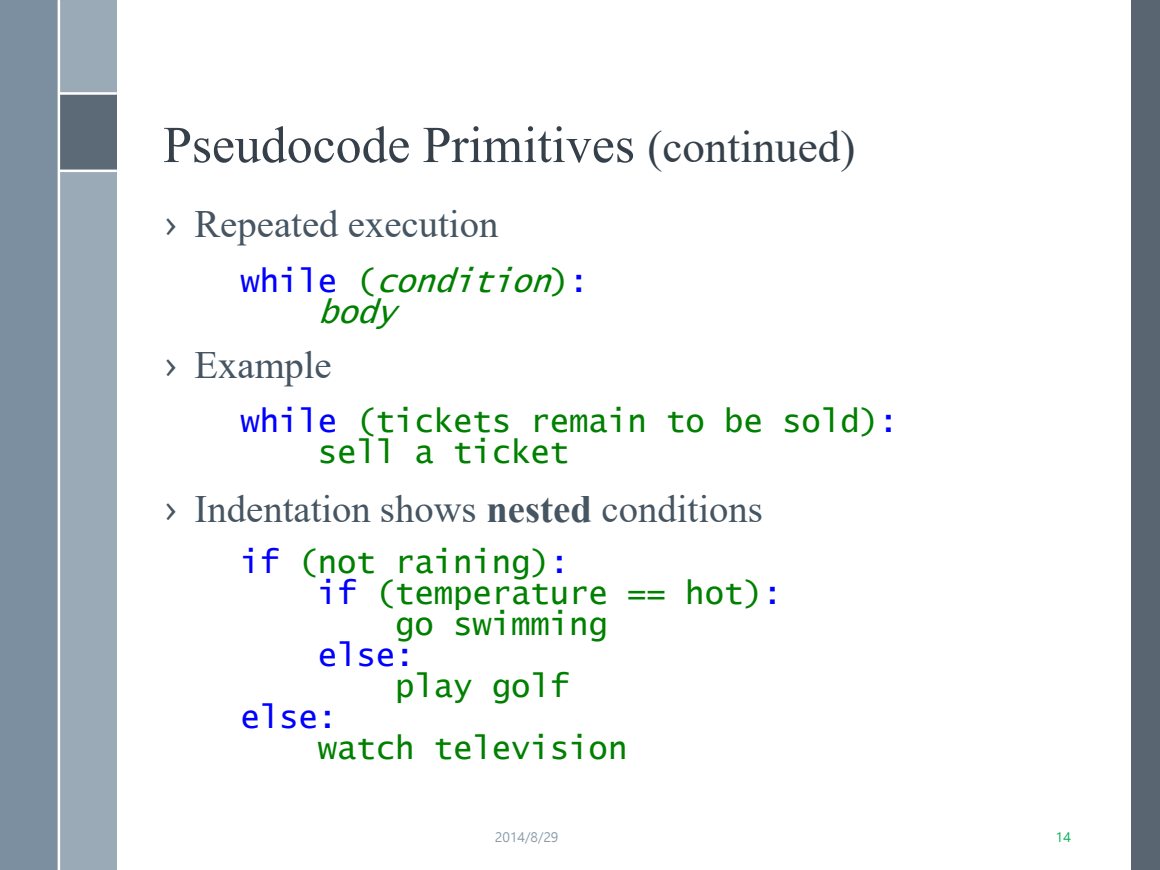 Pseudocode Primitives (continued)
› Repeated execution
while (condition):
body
› Example
while (tickets remain to be sold):
sell a ticket
› Indentation shows nested conditions
if (not raining):
if (temperature == hot):
go swimming
else:
play golf
else:
watch television
2014/8/29
14